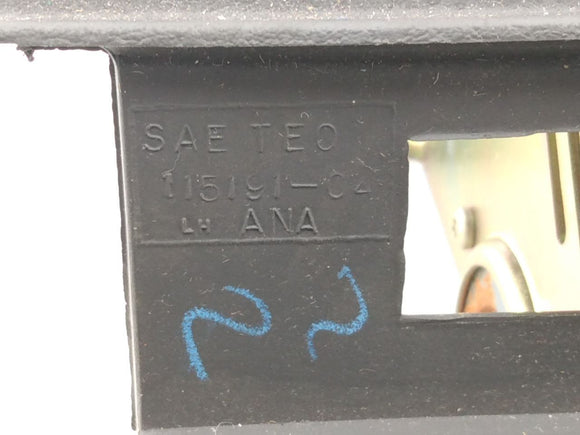 SAE TEO
115191-C4
LH ANA